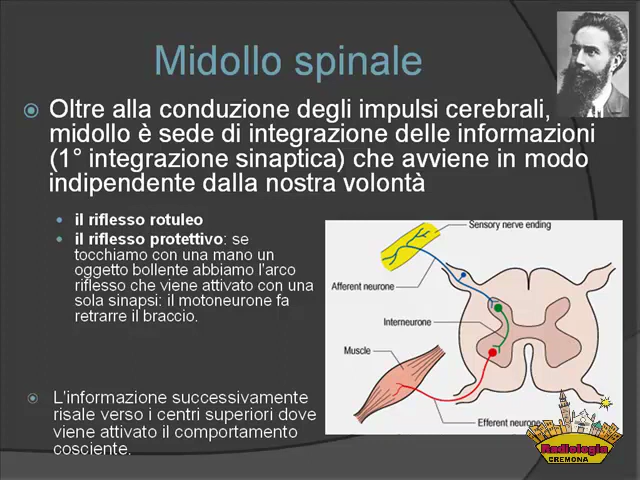 Midollo spinale
Oltre alla conduzione degli impulsi cerebrali,
midollo è sede di integrazione delle informazioni
(1° integrazione sinaptica) che avviene in modo
indipendente dalla nostra volontà
il riflesso rotuleo
il riflesso protettivo: se
tocchiamo con una mano un
oggetto bollente abbiamo l'arco
riflesso che viene attivato con una
sola sinapsi: il motoneurone fa
retrarre il braccio.
Sensory nerve ending
Afferent neurone
Interneurone
Muscle
Efferent neurone
L'informazione successivamente
risale verso i centri superiori dove
viene attivato il comportamento
cosciente.
Radiologia
CREMONA